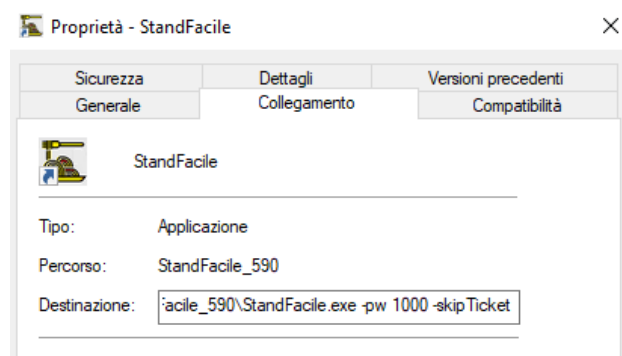 Proprietà - StandFacile
Sicurezza Dettagli Versioni precedenti
Generale Collegamento Compatibilità
StandFacile
Tipo: Applicazione
Percorso: StandFacile_590
Destinazione: acile_590\StandFacile.exe -pw 1000 -skipTicket